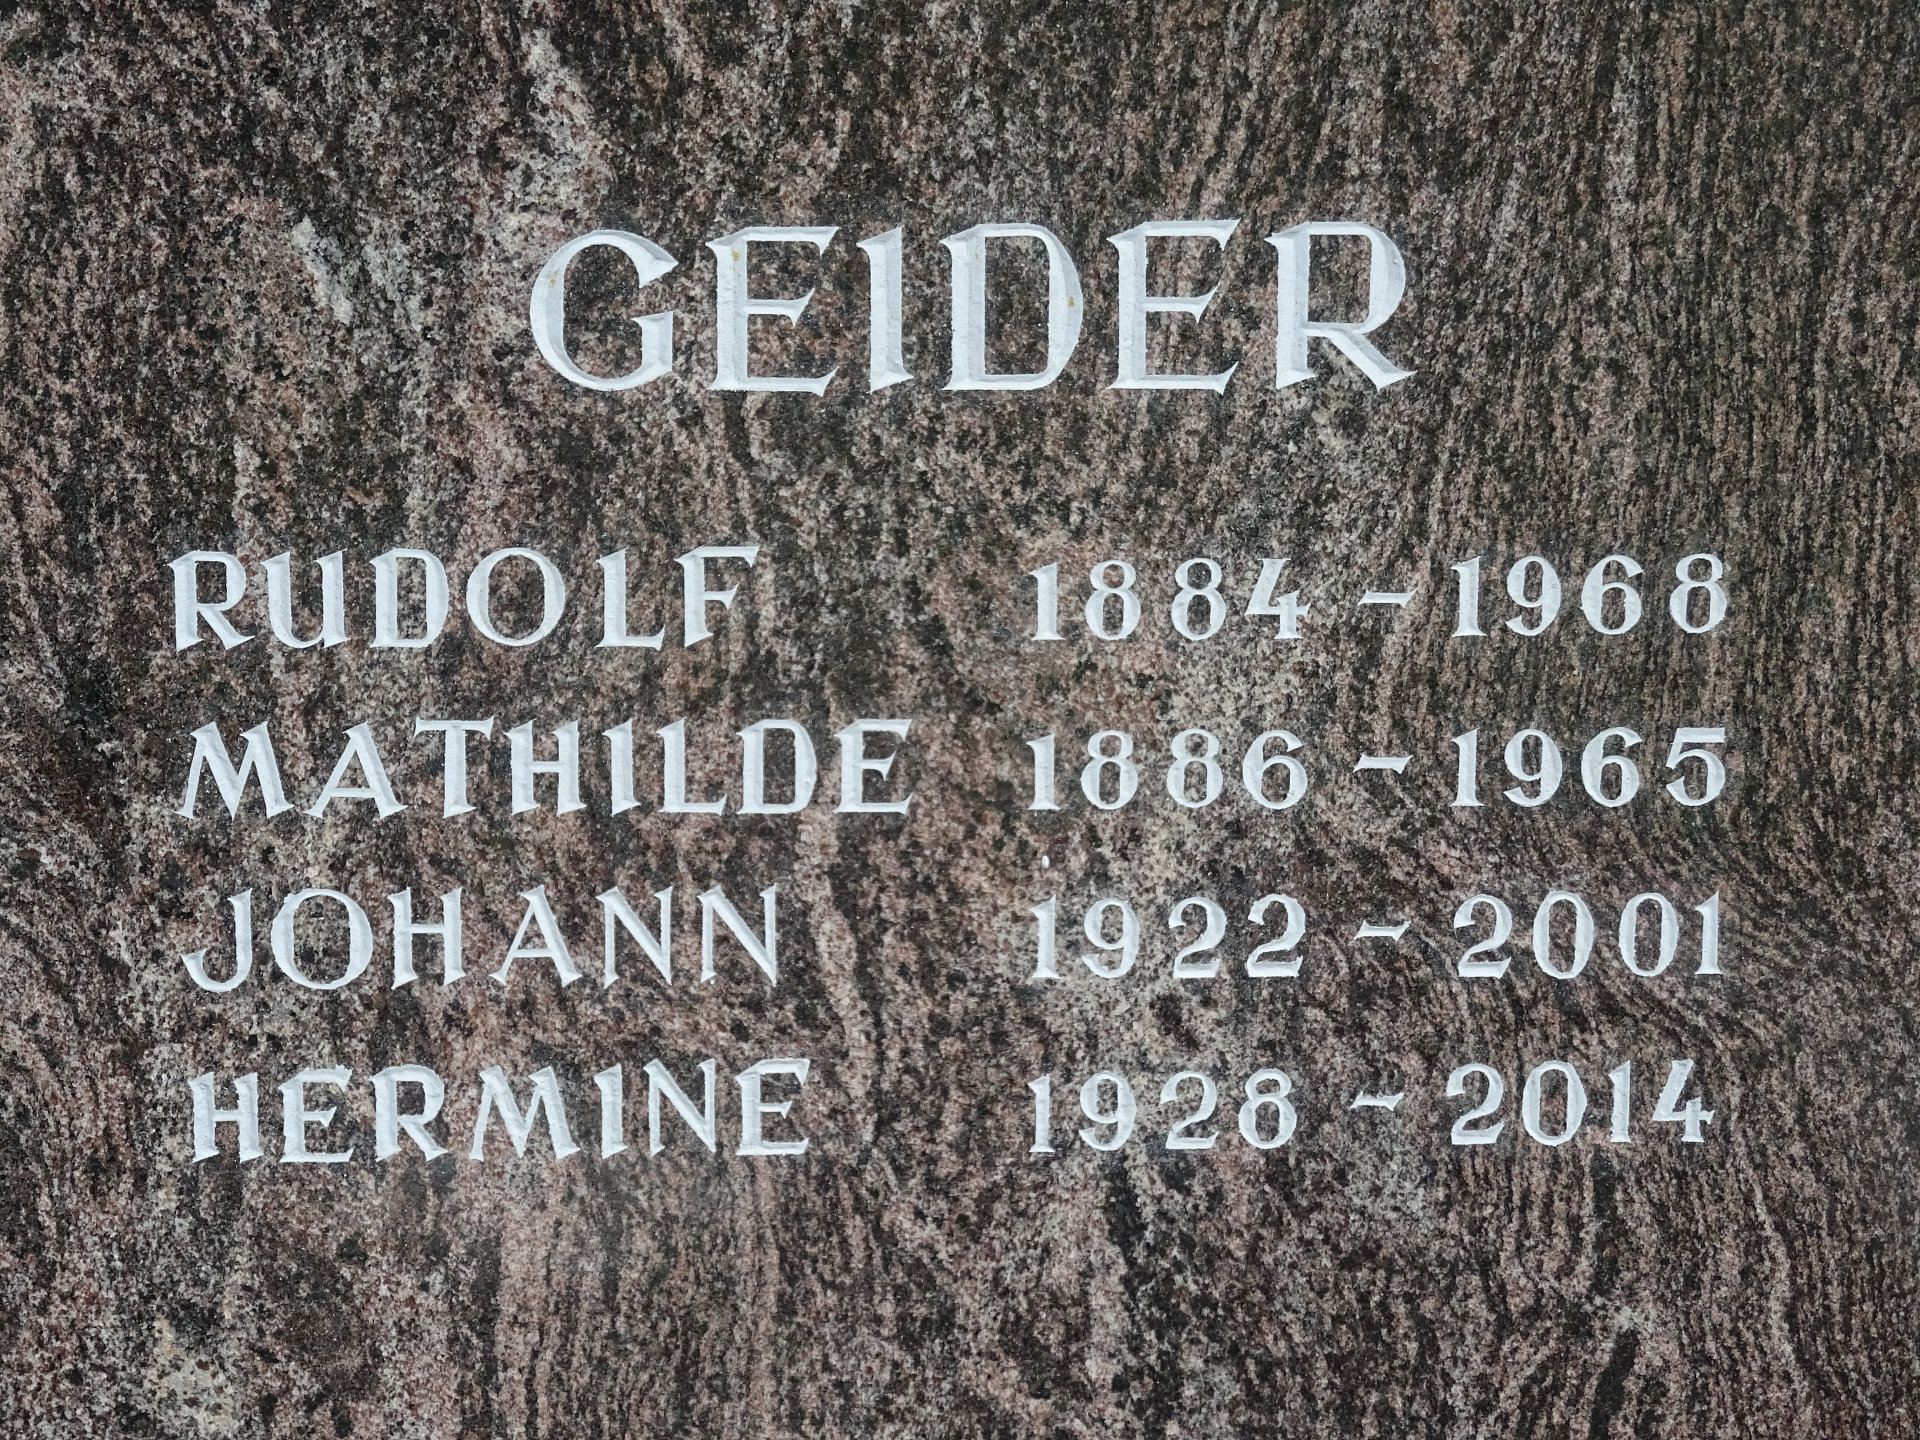 GEIDER
RUDOLF 1884 - 1968
MATHILDE 1886 - 1965
JOHANN 1922 - 2001
HERMINE 1928 - 2014